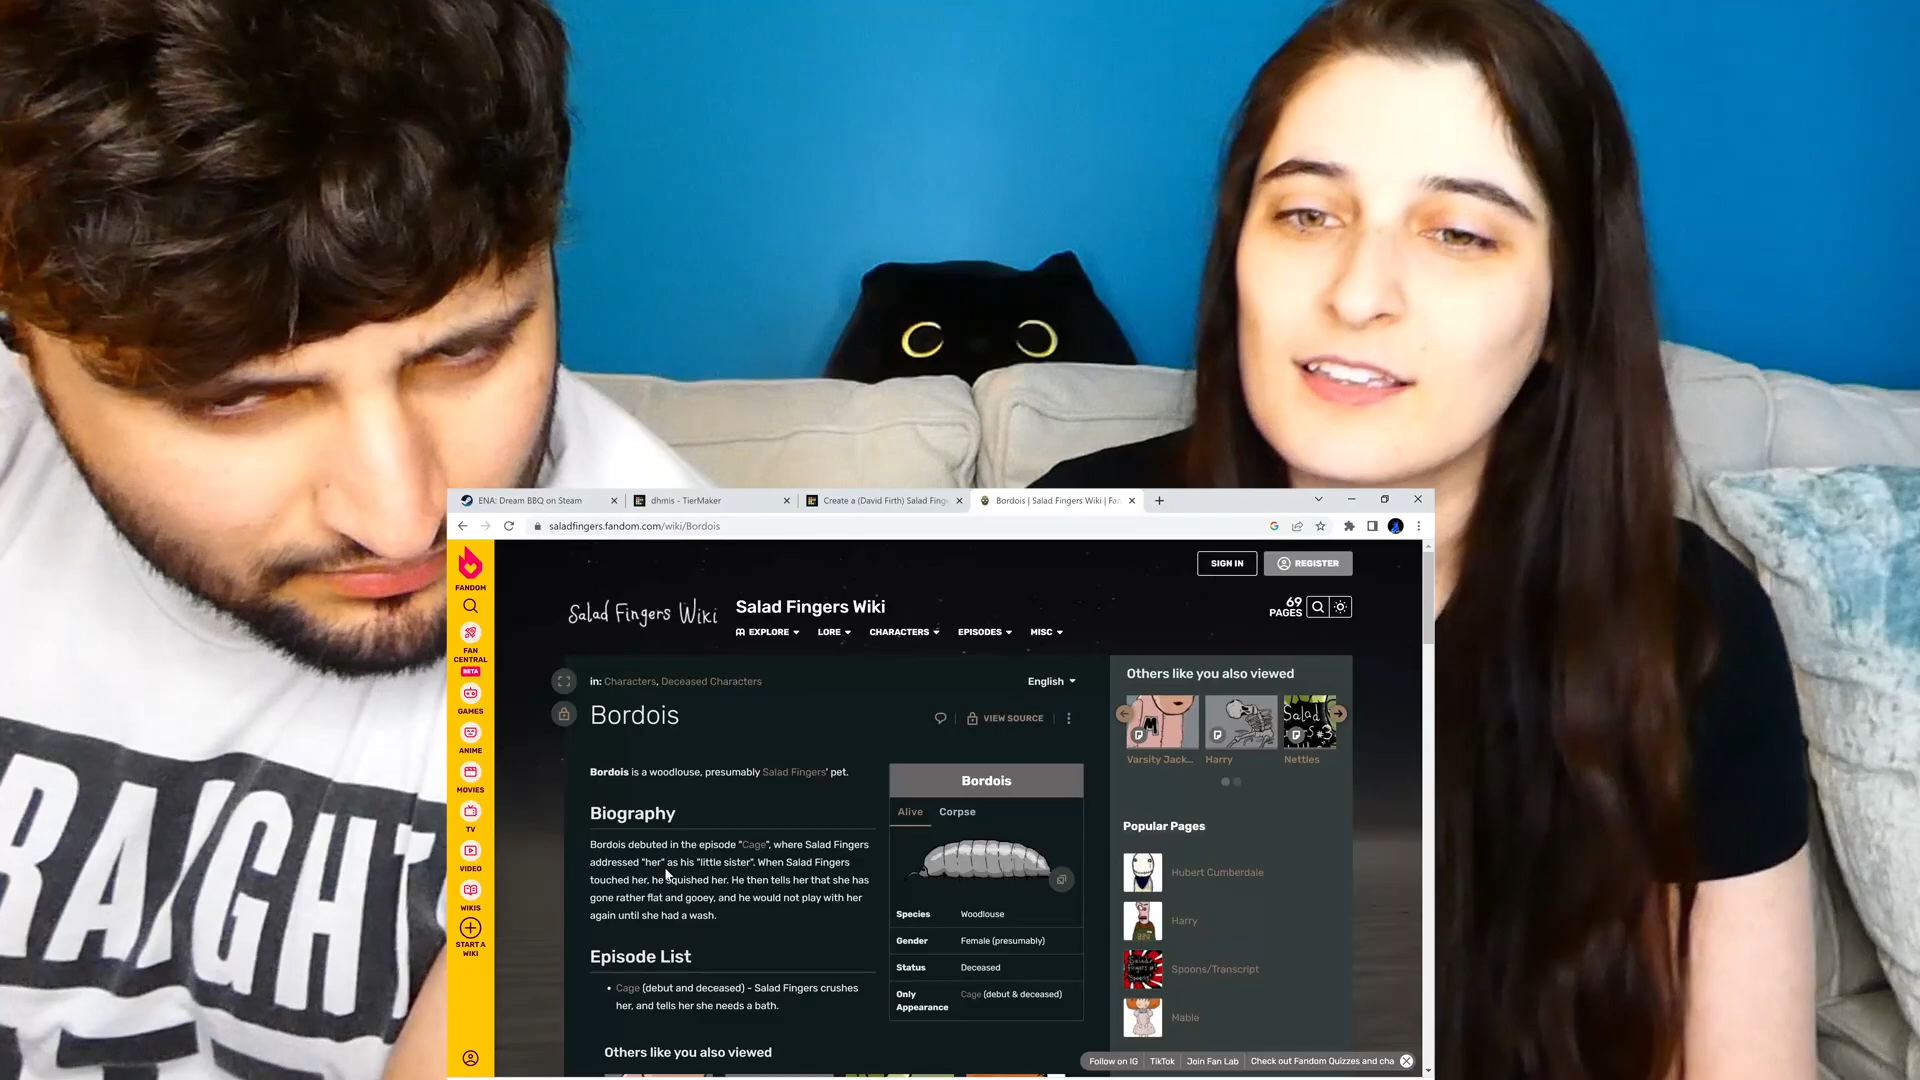 ENA: Dream BBQ on Steam
dhmis - TierMaker
Create a (David Firth) Salad Fing
Bordois | Salad Fingers Wiki | Fan
saladfingers.fandom.com/wiki/Bordois
SIGN IN
REGISTER
FANDOM
FAN CENTRAL
BETA
GAMES
ANIME
MOVIES
TV
VIDEO
WIKIS
START A WIKI
Salad Fingers Wiki
Salad Fingers Wiki
69 PAGES
EXPLORE
LORE
CHARACTERS
EPISODES
MISC
in: Characters, Deceased Characters
English
Bordois
VIEW SOURCE
Bordois is a woodlouse, presumably Salad Fingers' pet.
Biography
Bordois debuted in the episode "Cage", where Salad Fingers
addressed "her" as his "little sister". When Salad Fingers
touched her, he squished her. He then tells her that she has
gone rather flat and gooey, and he would not play with her
again until she had a wash.
Episode List
• Cage (debut and deceased) - Salad Fingers crushes
her, and tells her she needs a bath.
Others like you also viewed
Bordois
Alive
Corpse
Species Woodlouse
Gender Female (presumably)
Status Deceased
Only Appearance Cage (debut & deceased)
Others like you also viewed
M
Salad
#3
Varsity Jack...
Harry
Nettles
Popular Pages
Hubert Cumberdale
Harry
Spoons/Transcript
Mable
Follow on IG
TikTok
Join Fan Lab
Check out Fandom Quizzes and cha
RAIGHT